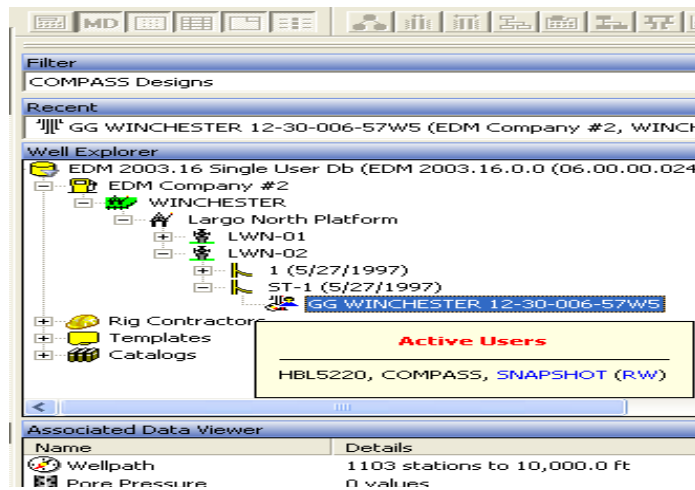 MD
Filter
COMPASS Designs
Recent
GG WINCHESTER 12-30-006-57W5 (EDM Company #2, WINCH
Well Explorer
EDM 2003.16 Single User Db (EDM 2003.16.0.0 (06.00.00.024
EDM Company #2
WINCHESTER
Largo North Platform
LWN-01
LWN-02
1 (5/27/1997)
ST-1 (5/27/1997)
GG WINCHESTER 12-30-006-57W5
Rig Contractors
Active Users
Templates
HBL5220, COMPASS, SNAPSHOT (RW)
Catalogs
Associated Data Viewer
Name Details
Wellpath 1103 stations to 10,000.0 ft
Pore Pressure 0 values